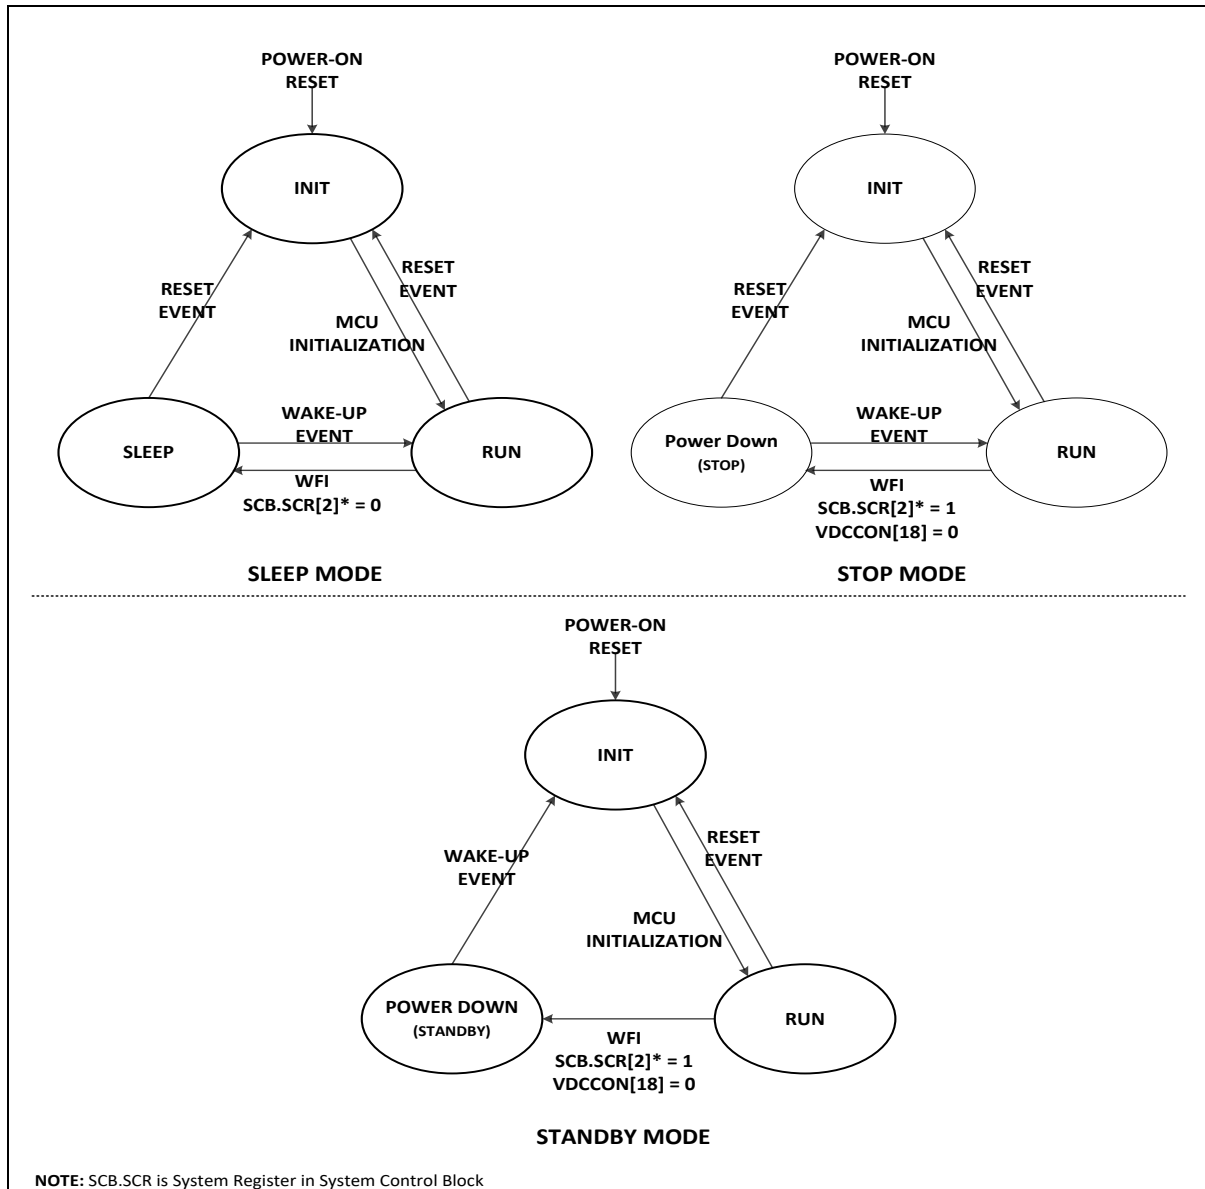 POWER-ON
RESET
INIT
RESET
EVENT
RESET
EVENT
MCU
INITIALIZATION
SLEEP
WAKE-UP
EVENT
RUN
WFI
SCB.SCR[2]* = 0
SLEEP MODE
POWER-ON
RESET
INIT
RESET
EVENT
RESET
EVENT
MCU
INITIALIZATION
Power Down
(STOP)
WAKE-UP
EVENT
RUN
WFI
SCB.SCR[2]* = 1
VDCCON[18] = 0
STOP MODE
POWER-ON
RESET
INIT
WAKE-UP
EVENT
RESET
EVENT
MCU
INITIALIZATION
POWER DOWN
(STANDBY)
RUN
WFI
SCB.SCR[2]* = 1
VDCCON[18] = 0
STANDBY MODE
NOTE: SCB.SCR is System Register in System Control Block